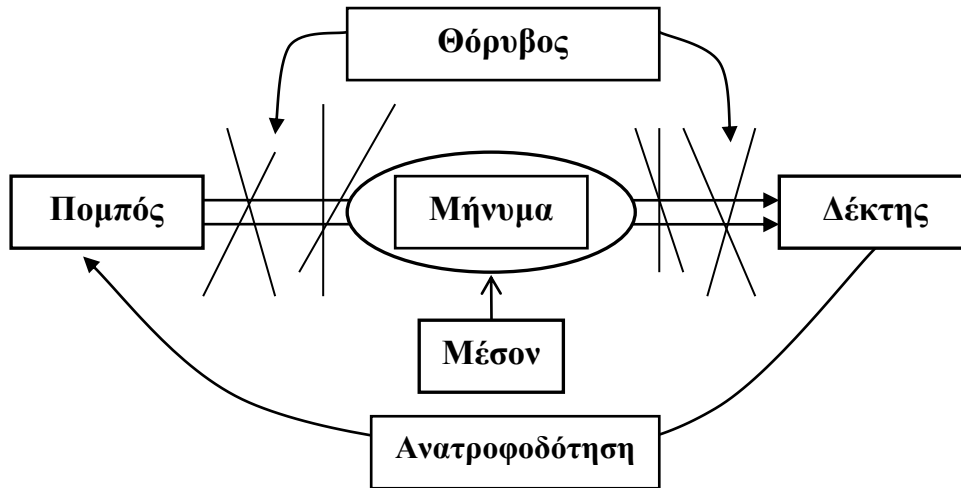 Θόρυβος
Πομπός
Μήνυμα
Δέκτης
Μέσον
Ανατροφοδότηση